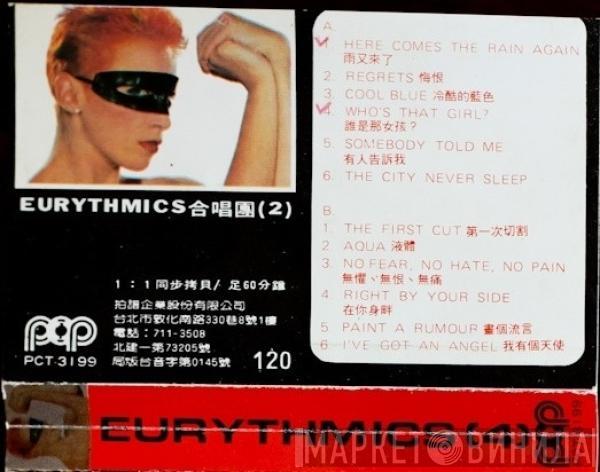 EURYTHMICS合唱團(2)
1：1同步拷貝/ 足60分鐘
拍譜企業股份有限公司
台北市敦化南路330巷8號1樓
電話：711-3508
北建一第73205號
局版台音字第0145號
120
pap
PCT-3199
A.
1. HERE COMES THE RAIN AGAIN
雨又來了
2. REGRETS 悔恨
3. COOL BLUE 冷酷的藍色
4. WHO'S THAT GIRL?
誰是那女孩?
5. SOMEBODY TOLD ME
有人告訴我
6. THE CITY NEVER SLEEP
B.
1. THE FIRST CUT 第一次切割
2. AQUA 液體
3. NO FEAR, NO HATE, NO PAIN
無懼、無恨、無痛
4. RIGHT BY YOUR SIDE
在你身畔
5 PAINT A RUMOUR 畫個流言
6 I'VE GOT AN ANGEL 我有個天使
EURYTHMICS
МАРКЕТ ВИНИЛА